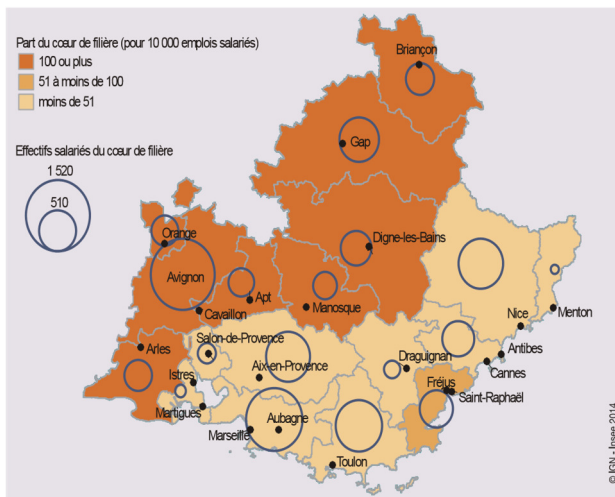 Part du cœur de filière (pour 10 000 emplois salariés)
100 ou plus
51 à moins de 100
moins de 51
Effectifs salariés du cœur de filière
1 520
510
Briançon
Gap
Orange
Digne-les-Bains
Avignon
Apt
Manosque
Cavaillon
Nice
Menton
Salon-de-Provence
Arles
Antibes
Draguignan
Aix-en-Provence
Cannes
Istres
Fréjus
Saint-Raphaël
Martigues
Aubagne
Marseille
Toulon
© IGN - Insee 2014